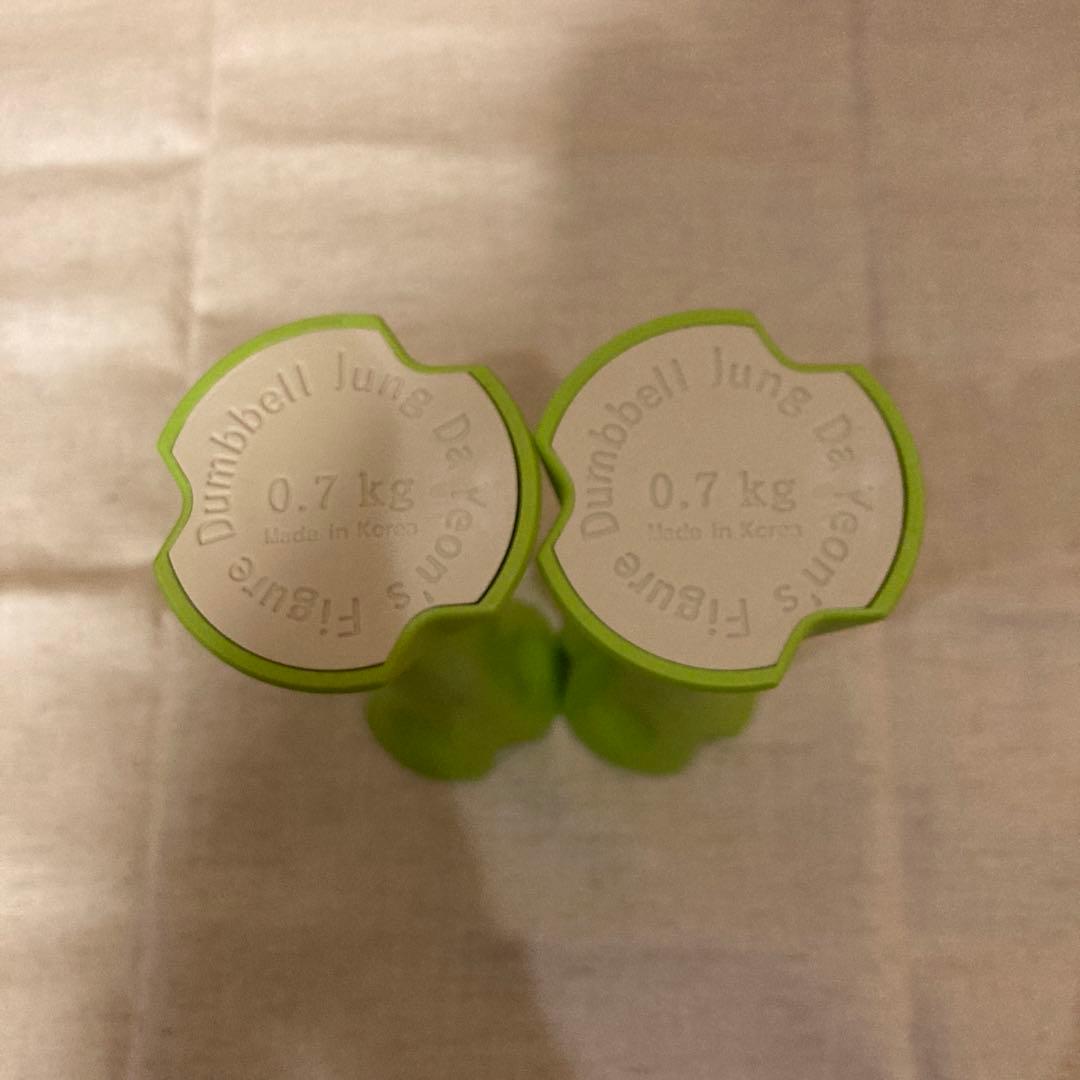 Dumbbell Jung Da Yeon's Figure
0.7 kg
Made in Korea
Dumbbell Jung Da Yeon's Figure
0.7 kg
Made in Korea